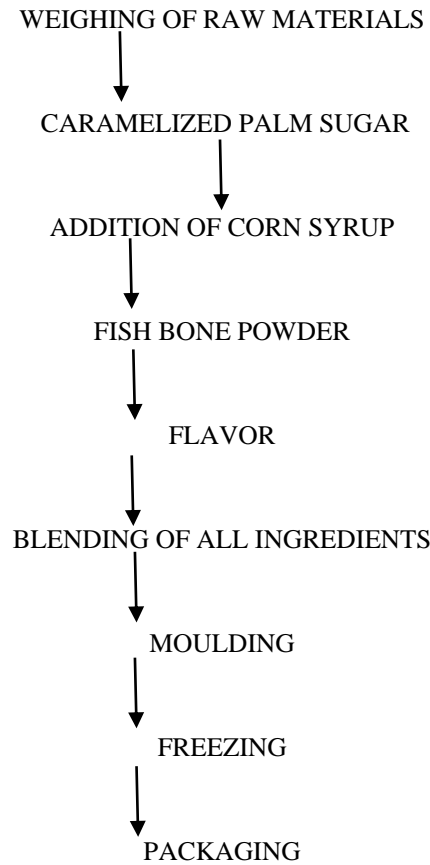 WEIGHING OF RAW MATERIALS
CARAMELIZED PALM SUGAR
ADDITION OF CORN SYRUP
FISH BONE POWDER
FLAVOR
BLENDING OF ALL INGREDIENTS
MOULDING
FREEZING
PACKAGING